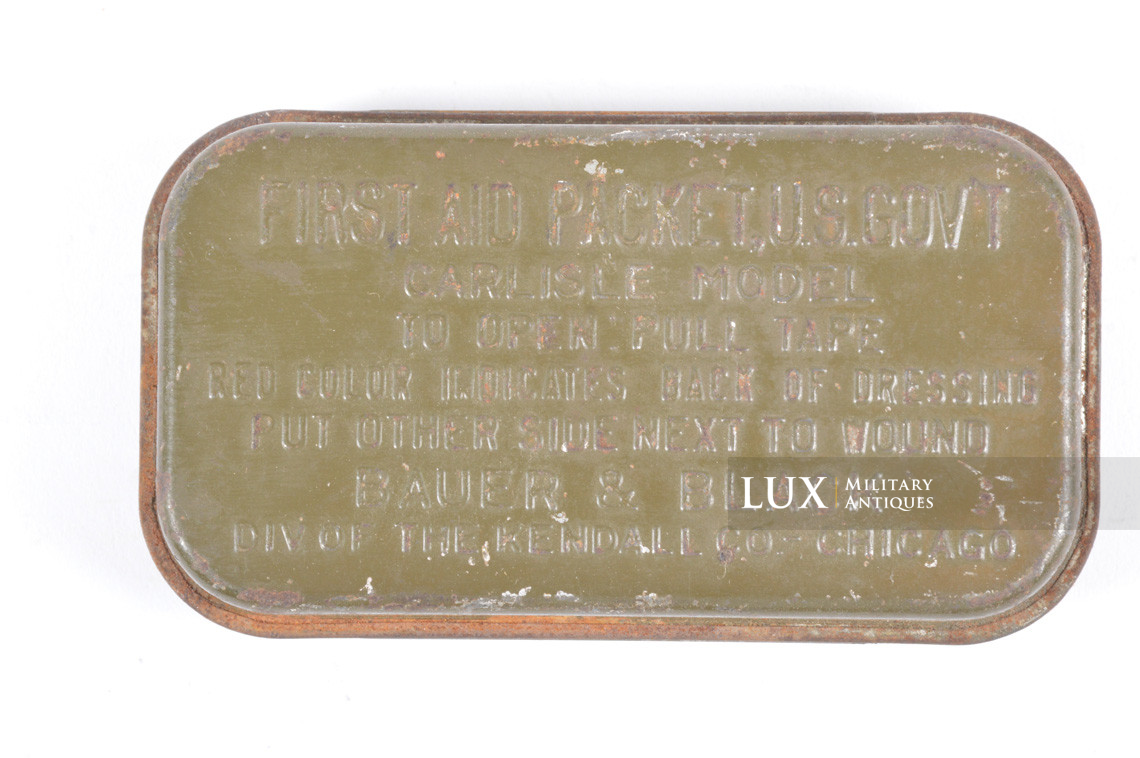 FIRST AID PACKET, U.S. GOV'T
CARLISLE MODEL
TO OPEN PULL TAPE
RED COLOR INDICATES BACK OF DRESSING
PUT OTHER SIDE NEXT TO WOUND
BAUER &
DIV OF THE KENDALL CO - CHICAGO
LUX MILITARY
ANTIQUES